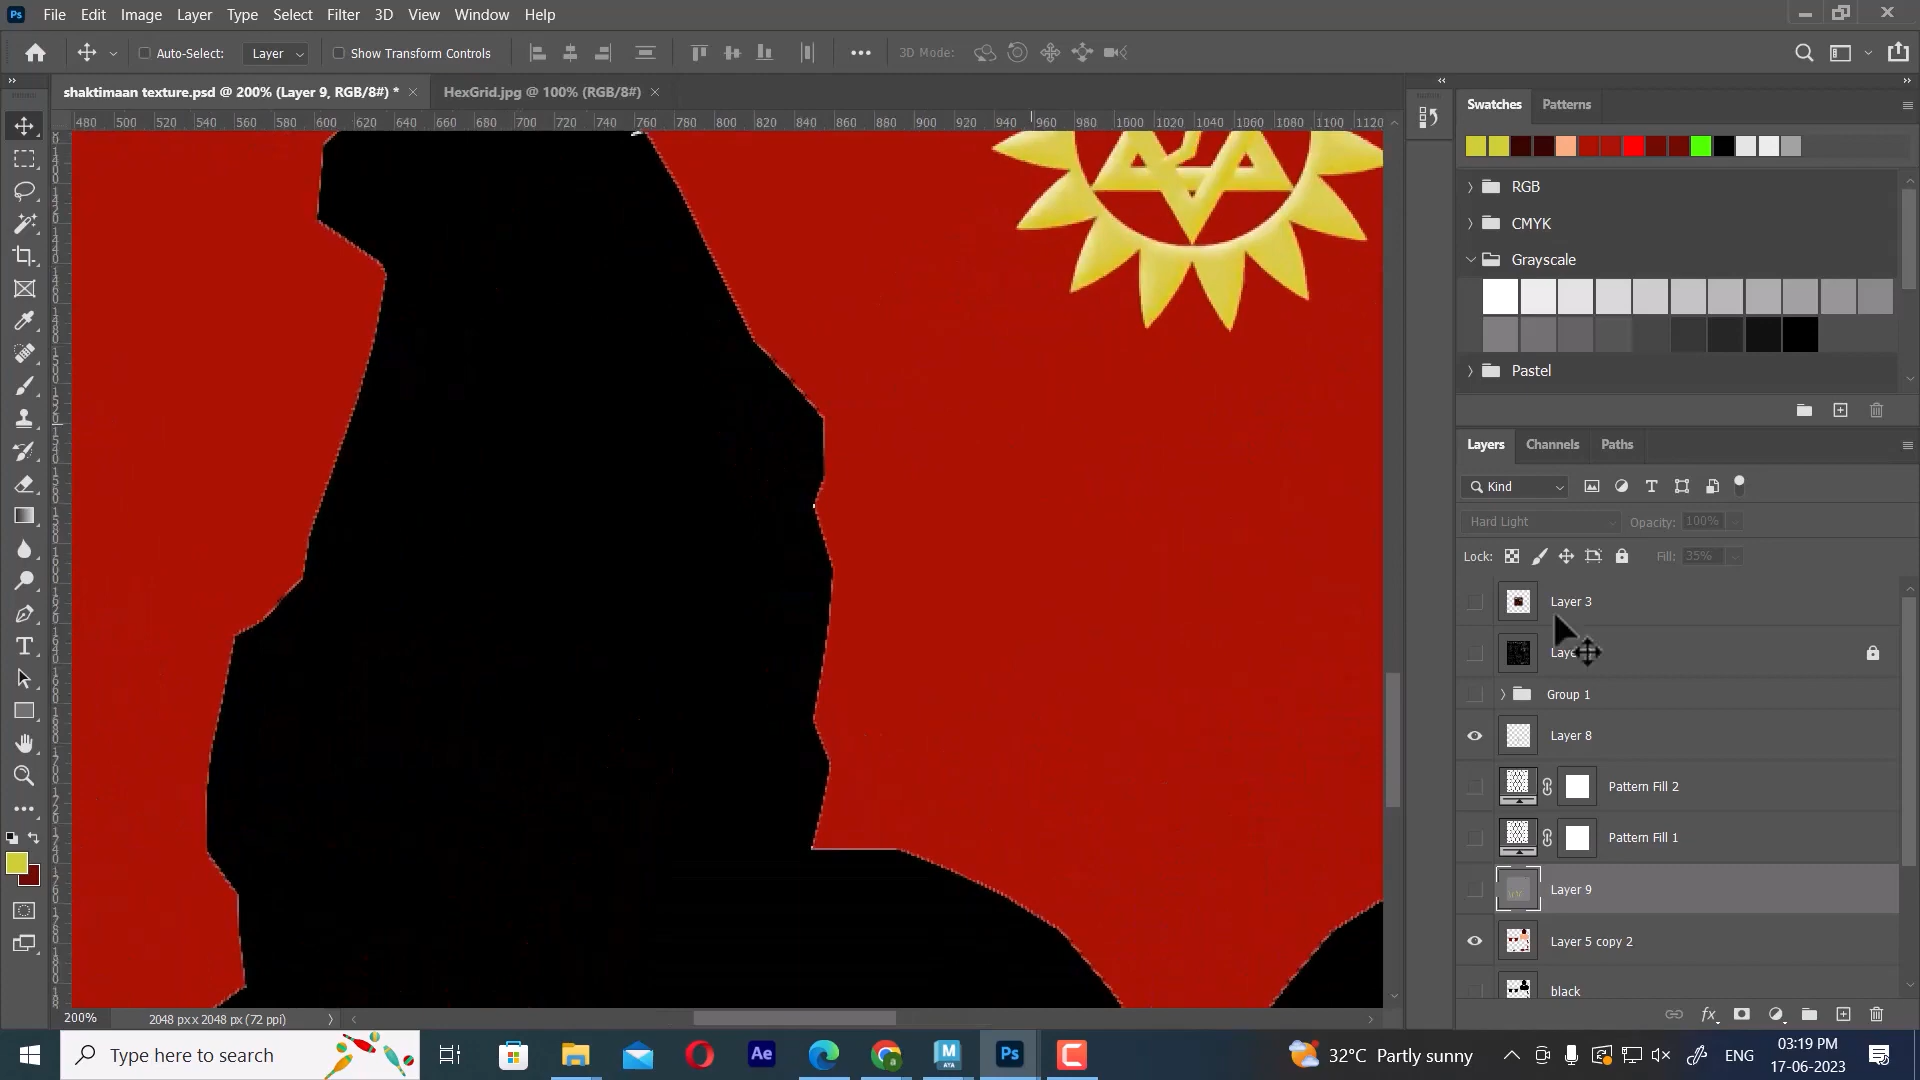 Ps File Edit Image Layer Type Select Filter 3D View Window Help
Auto-Select: Layer Show Transform Controls 3D Mode:
shaktimaan texture.psd @ 200% (Layer 9, RGB/8#) * HexGrid.jpg @ 100% (RGB/8#)
480 500 520 540 560 580 600 620 640 660 680 700 720 740 760 780 800 820 840 860 880 900 920 940 960 980 1000 1020 1040 1060 1080 1100 1120
Swatches Patterns
RGB
CMYK
Grayscale
Pastel
Layers Channels Paths
Kind
Hard Light Opacity: 100%
Lock: Fill: 35%
Layer 3
Group 1
Layer 8
Pattern Fill 2
Pattern Fill 1
Layer 9
Layer 5 copy 2
black
200% 2048 px x 2048 px (72 ppi)
Type here to search Ae AYA Ps C 32°C Partly sunny ENG 03:19 PM
17-06-2023